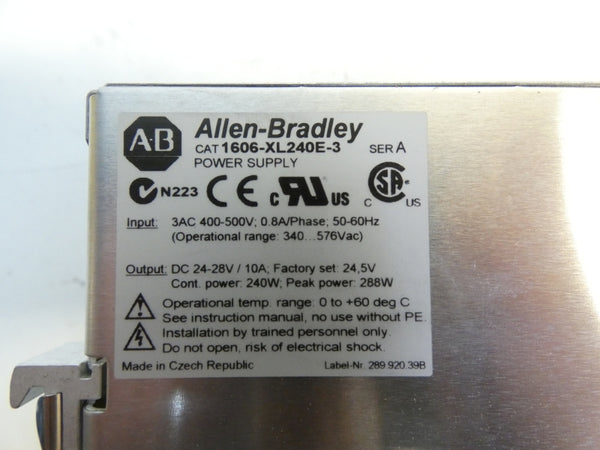 A-B Allen-Bradley
CAT 1606-XL240E-3 SER A
POWER SUPPLY
N223 CE c UR US C SA US
Input: 3AC 400-500V; 0.8A/Phase; 50-60Hz
(Operational range: 340...576Vac)
Output: DC 24-28V / 10A; Factory set: 24,5V
Cont. power: 240W; Peak power: 288W
Operational temp. range: 0 to +60 deg C
See instruction manual, no use without PE.
Installation by trained personnel only.
Do not open, risk of electrical shock.
Made in Czech Republic Label-Nr. 289.920.39B